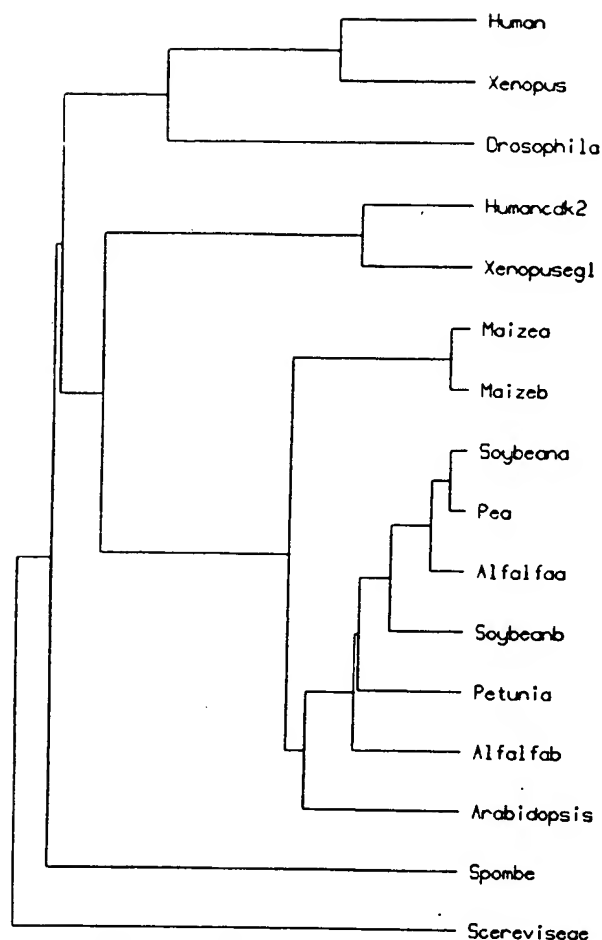 Human
Xenopus
Drosophila
Humancdk2
Xenopuseg1
Maizea
Maizeb
Soybeana
Pea
Alfalfaa
Soybeanb
Petunia
Alfalfab
Arabidopsis
Spombe
Scereviseae